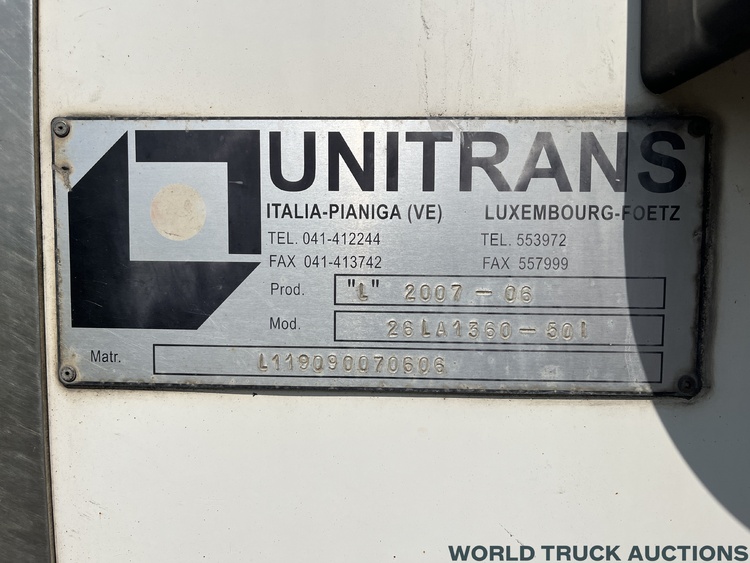 UNITRANS
ITALIA-PIANIGA (VE) LUXEMBOURG-FOETZ
TEL. 041-412244 TEL. 553972
FAX 041-413742 FAX 557999
Prod. "L" 2007-06
Mod. 26LA1360-50I
Matr. L119090070606
WORLD TRUCK AUCTIONS